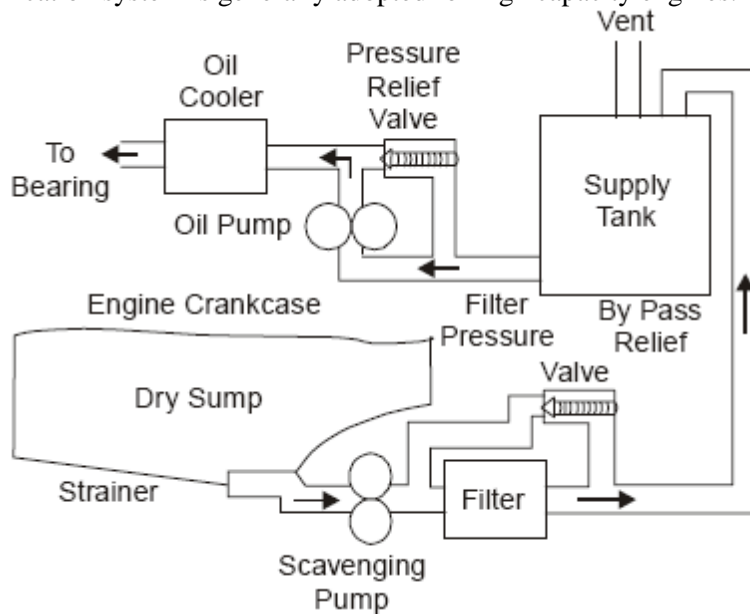 Vent
Oil
Cooler
Pressure
Relief
Valve
To
Bearing
Supply
Tank
Oil Pump
Engine Crankcase
Filter
Pressure
By Pass
Relief
Valve
Dry Sump
Strainer
Filter
Scavenging
Pump